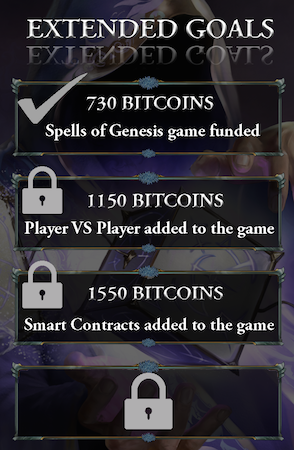 EXTENDED GOALS
730 BITCOINS
Spells of Genesis game funded
1150 BITCOINS
Player VS Player added to the game
1550 BITCOINS
Smart Contracts added to the game